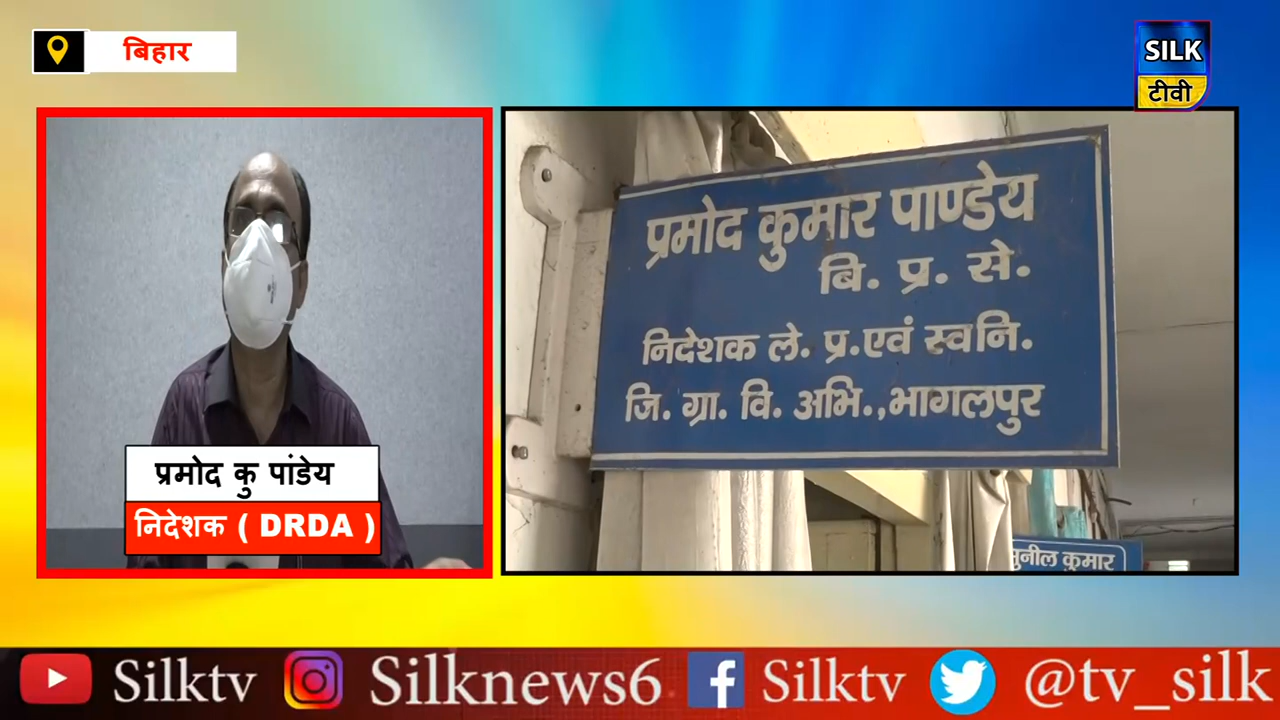 बिहार
SILK
टीवी
प्रमोद कुमार पाण्डेय
बि. प्र. से.
निदेशक ले. प्र.एवं स्वनि.
जि. ग्रा. वि. अभि.,भागलपुर
सुनील कुमार
प्रमोद कु पांडेय
निदेशक ( DRDA )
Silktv
Silknews6
Silktv
@tv_silk